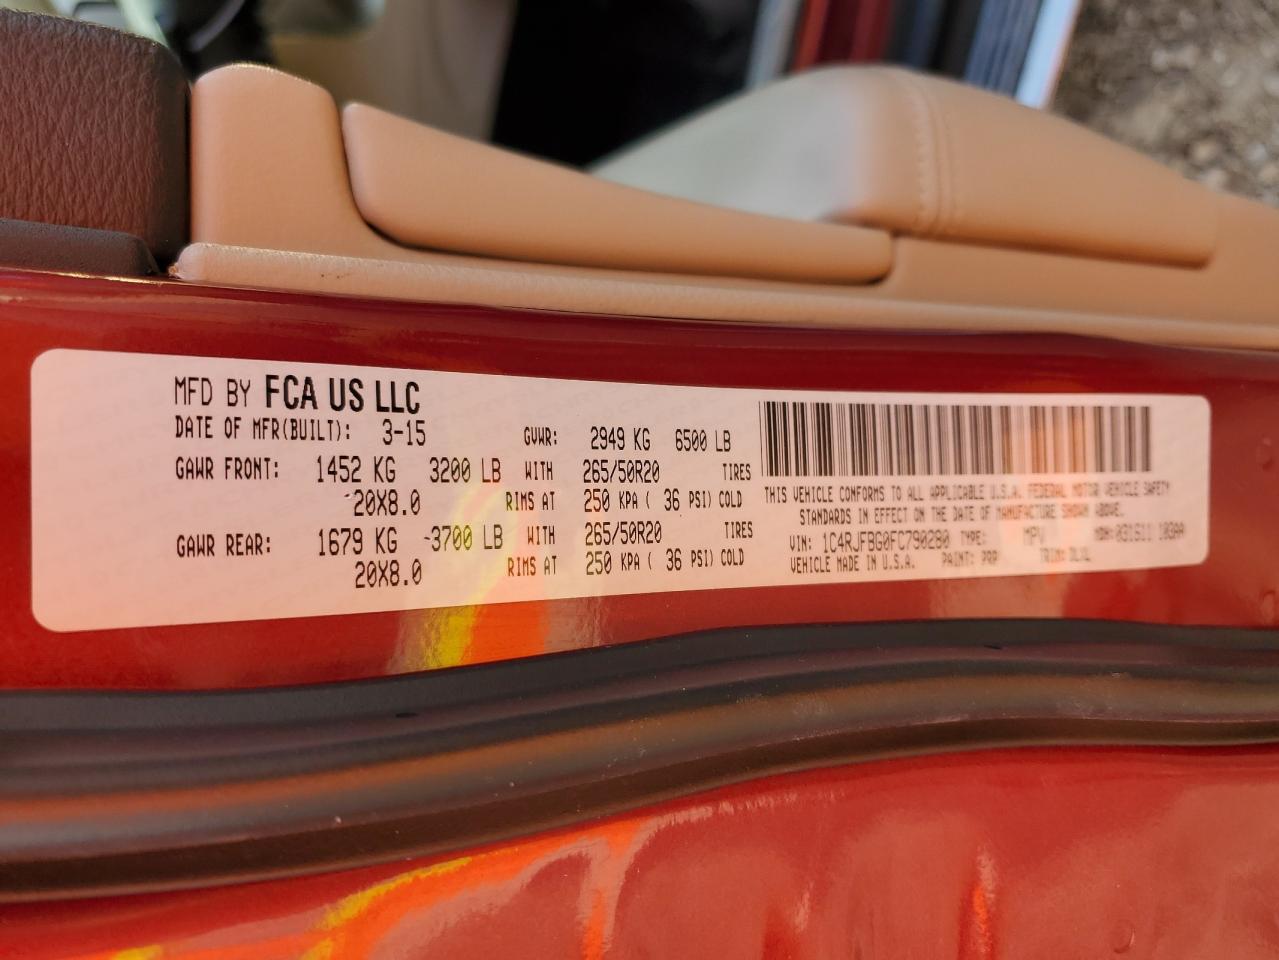 MFD BY FCA US LLC
DATE OF MFR(BUILT): 3-15 GVWR: 2949 KG 6500 LB
GAWR FRONT: 1452 KG 3200 LB WITH 265/50R20 TIRES
20X8.0 RIMS AT 250 KPA ( 36 PSI) COLD
GAWR REAR: 1679 KG 3700 LB WITH 265/50R20 TIRES
20X8.0 RIMS AT 250 KPA ( 36 PSI) COLD
THIS VEHICLE CONFORMS TO ALL APPLICABLE U.S.A. FEDERAL MOTOR VEHICLE SAFETY
STANDARDS IN EFFECT ON THE DATE OF MANUFACTURE SHOWN ABOVE.
VIN: 1C4RJFBG0FC790280 TYPE: MPV MDH: 031611 103AA
VEHICLE MADE IN U.S.A. PAINT: PRP TRIM: